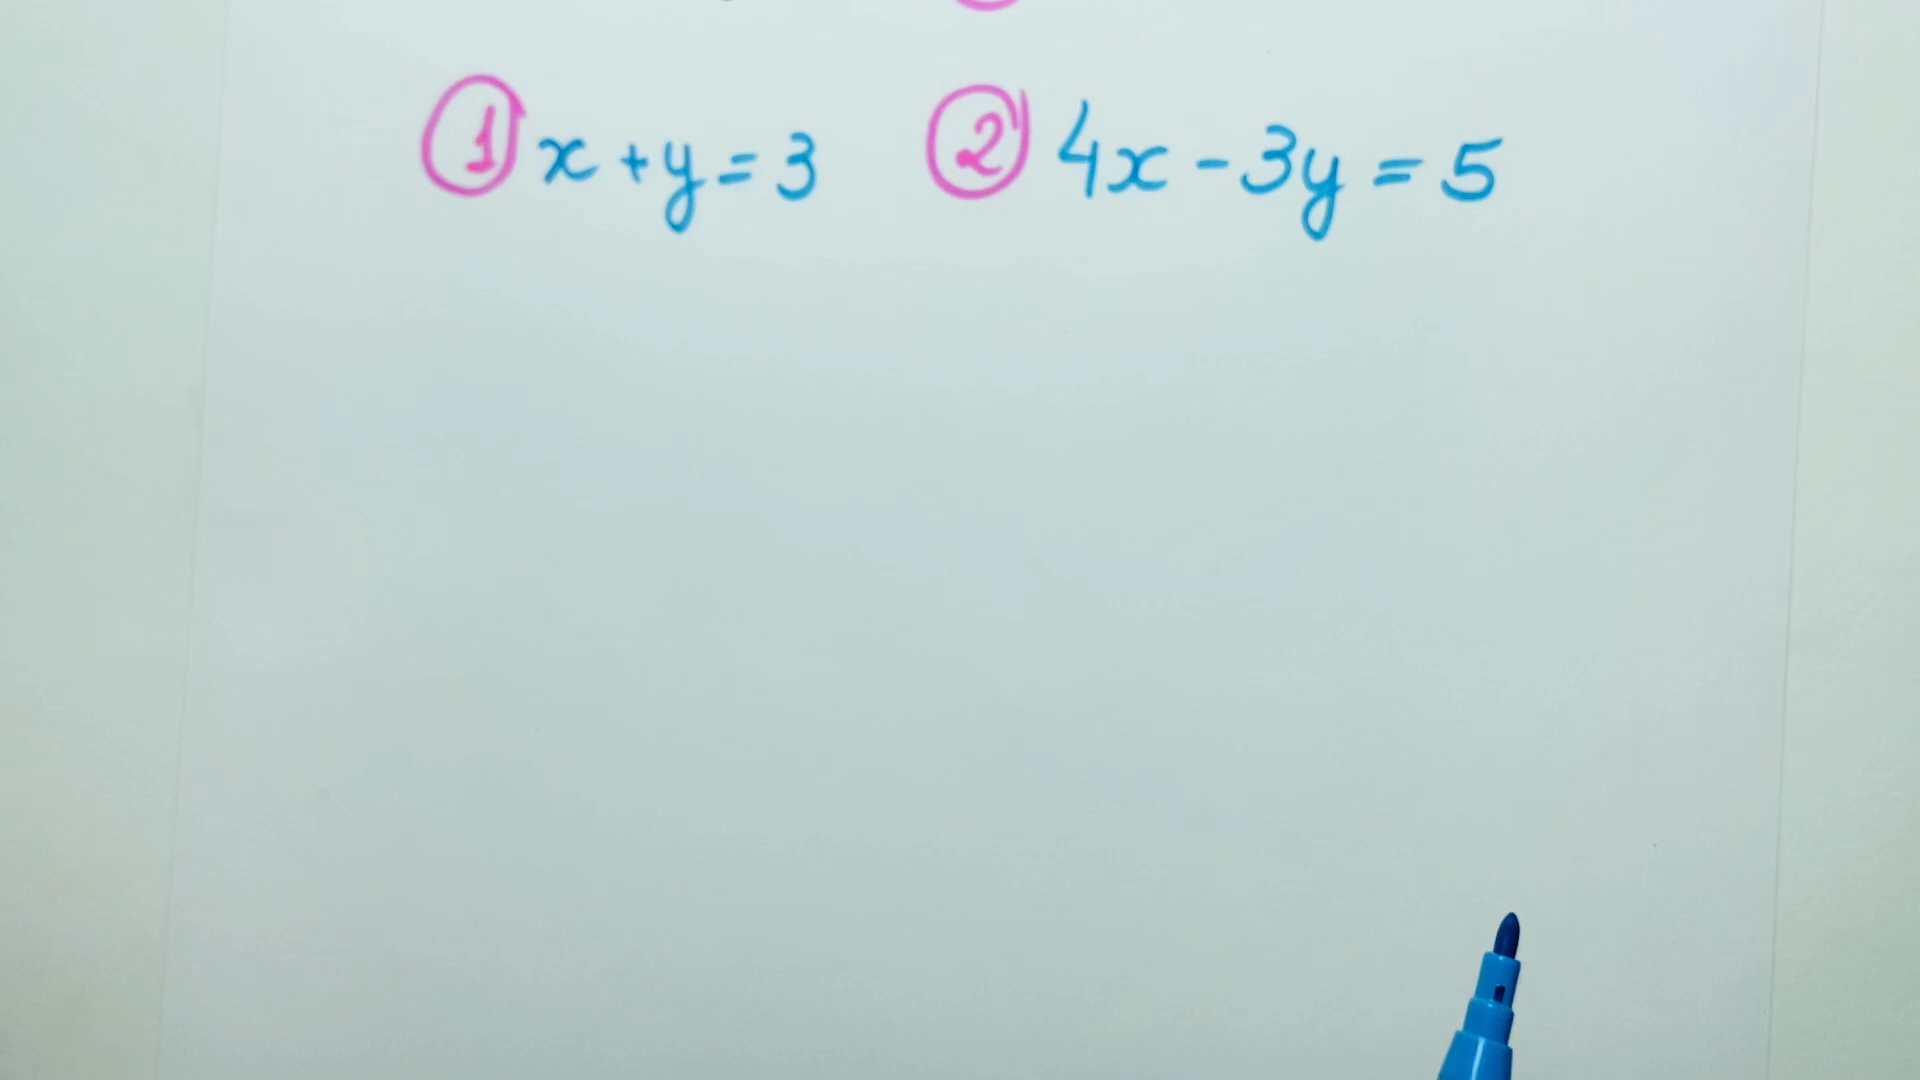 ① x + y = 3 ② 4x - 3y = 5